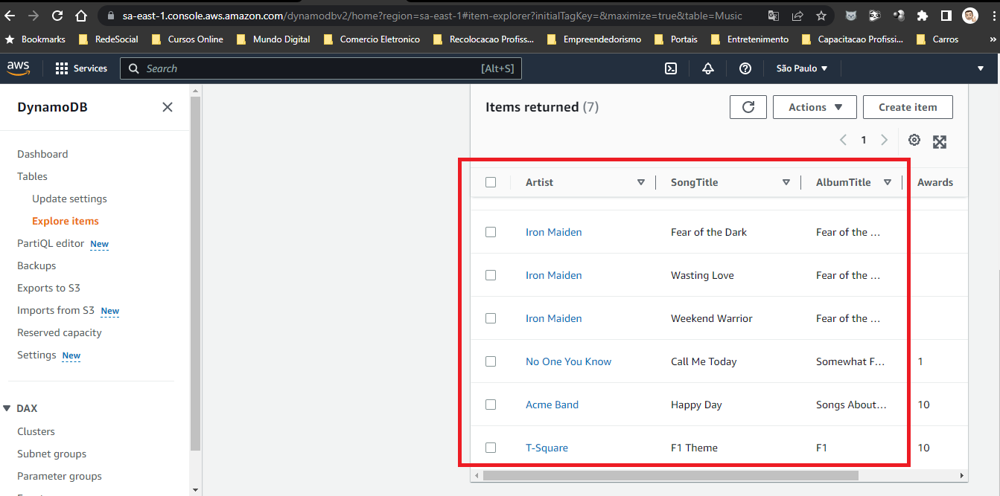 sa-east-1.console.aws.amazon.com/dynamodbv2/home?region=sa-east-1#item-explorer?initialTagKey=&maximize=true&table=Music
Bookmarks RedeSocial Cursos Online Mundo Digital Comercio Eletronico Recolocacao Profiss... Empreendedorismo Portais Entretenimento Capacitacao Profissi... Carros »
aws Services Search [Alt+S] São Paulo
DynamoDB
Dashboard
Tables
Update settings
Explore items
PartiQL editor New
Backups
Exports to S3
Imports from S3 New
Reserved capacity
Settings New
DAX
Clusters
Subnet groups
Parameter groups
Items returned (7) Actions Create item
1
Artist SongTitle AlbumTitle Awards
Iron Maiden Fear of the Dark Fear of the ...
Iron Maiden Wasting Love Fear of the ...
Iron Maiden Weekend Warrior Fear of the ...
No One You Know Call Me Today Somewhat F... 1
Acme Band Happy Day Songs About... 10
T-Square F1 Theme F1 10